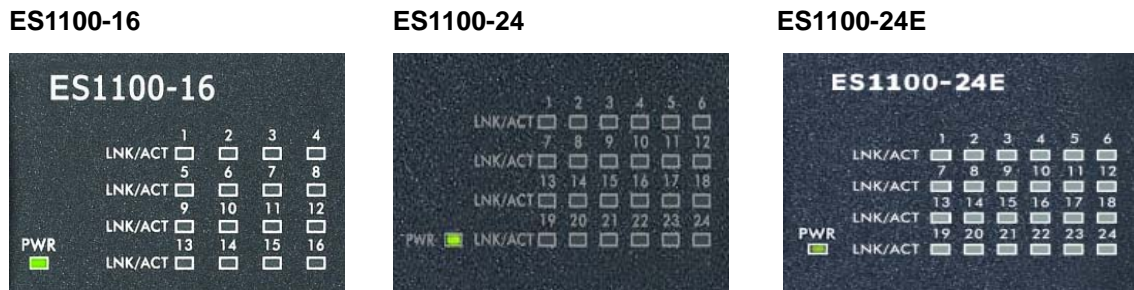 ES1100-16
ES1100-24
ES1100-24E
ES1100-16
1 2 3 4
LNK/ACT
5 6 7 8
LNK/ACT
9 10 11 12
LNK/ACT
PWR 13 14 15 16
LNK/ACT
1 2 3 4 5 6
LNK/ACT
7 8 9 10 11 12
LNK/ACT
13 14 15 16 17 18
LNK/ACT
19 20 21 22 23 24
PWR LNK/ACT
ES1100-24E
1 2 3 4 5 6
LNK/ACT
7 8 9 10 11 12
LNK/ACT
13 14 15 16 17 18
LNK/ACT
PWR 19 20 21 22 23 24
LNK/ACT